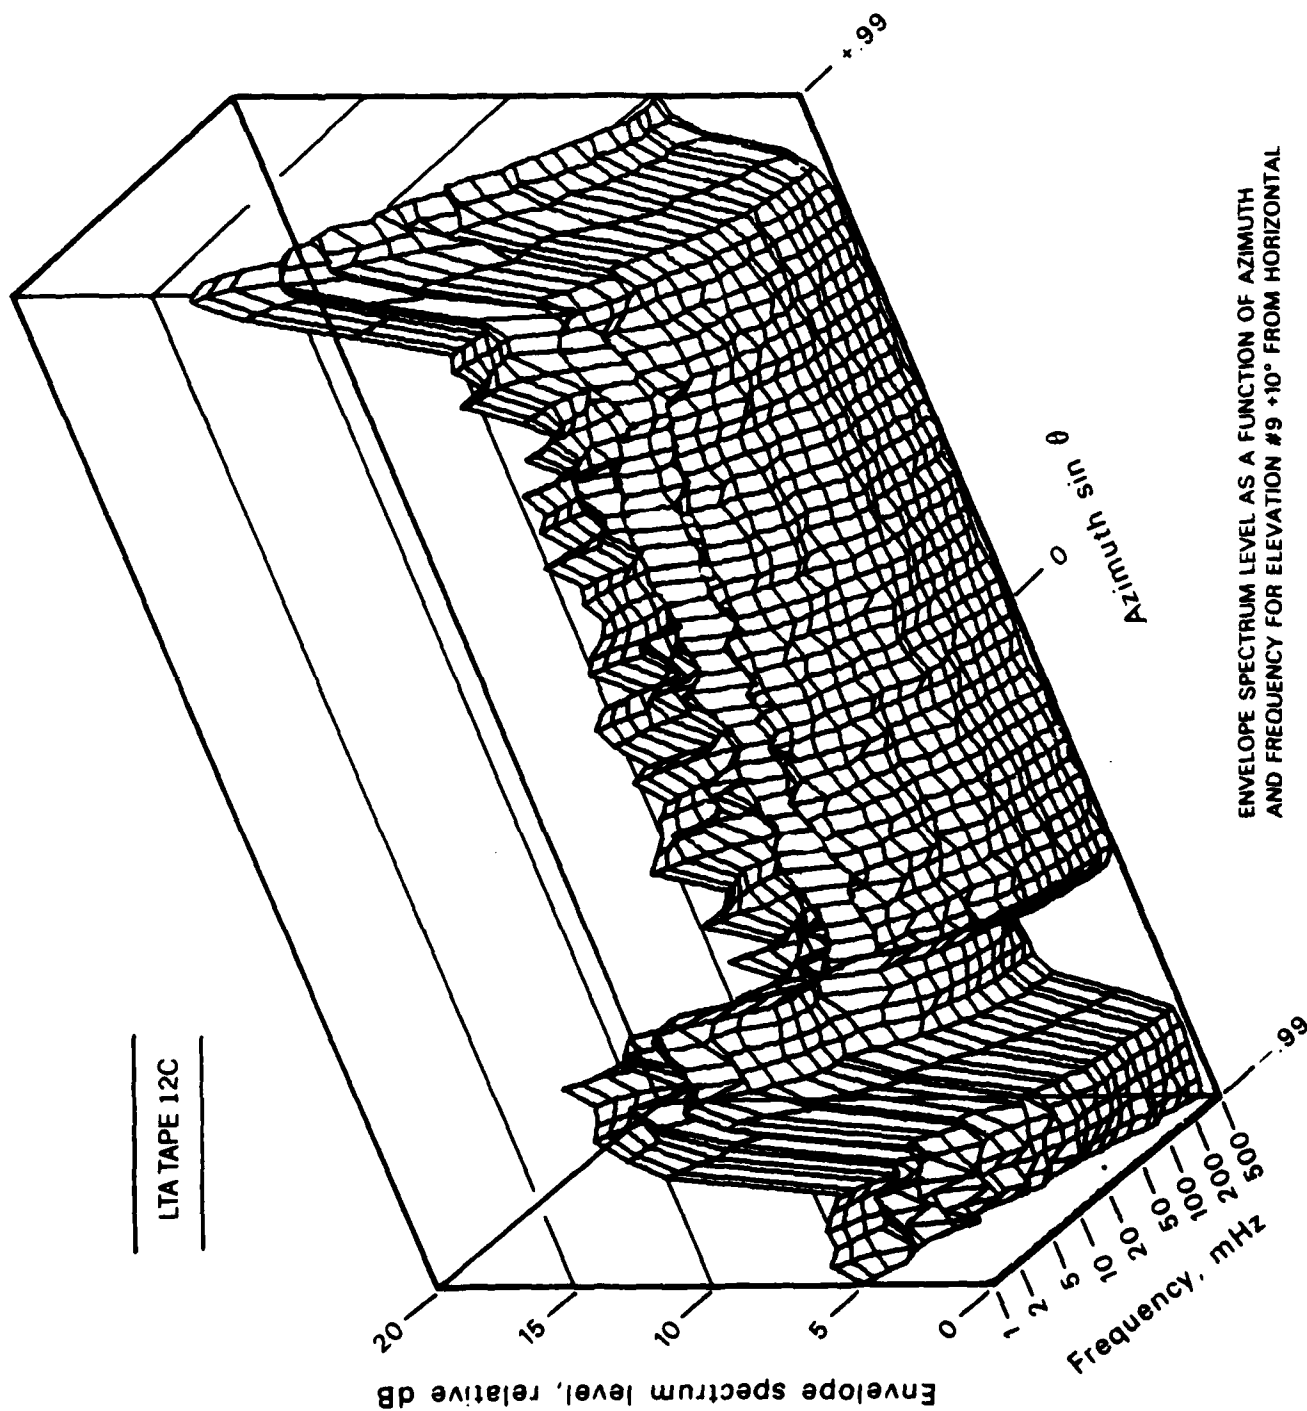 LTA TAPE 12C
Envelope spectrum level, relative dB
20
15
10
5
0
1
2
5
10
20
50
100
200
500
Frequency, mHz
-.99
0
+.99
Azimuth sin θ
ENVELOPE SPECTRUM LEVEL AS A FUNCTION OF AZIMUTH
AND FREQUENCY FOR ELEVATION #9 +10° FROM HORIZONTAL